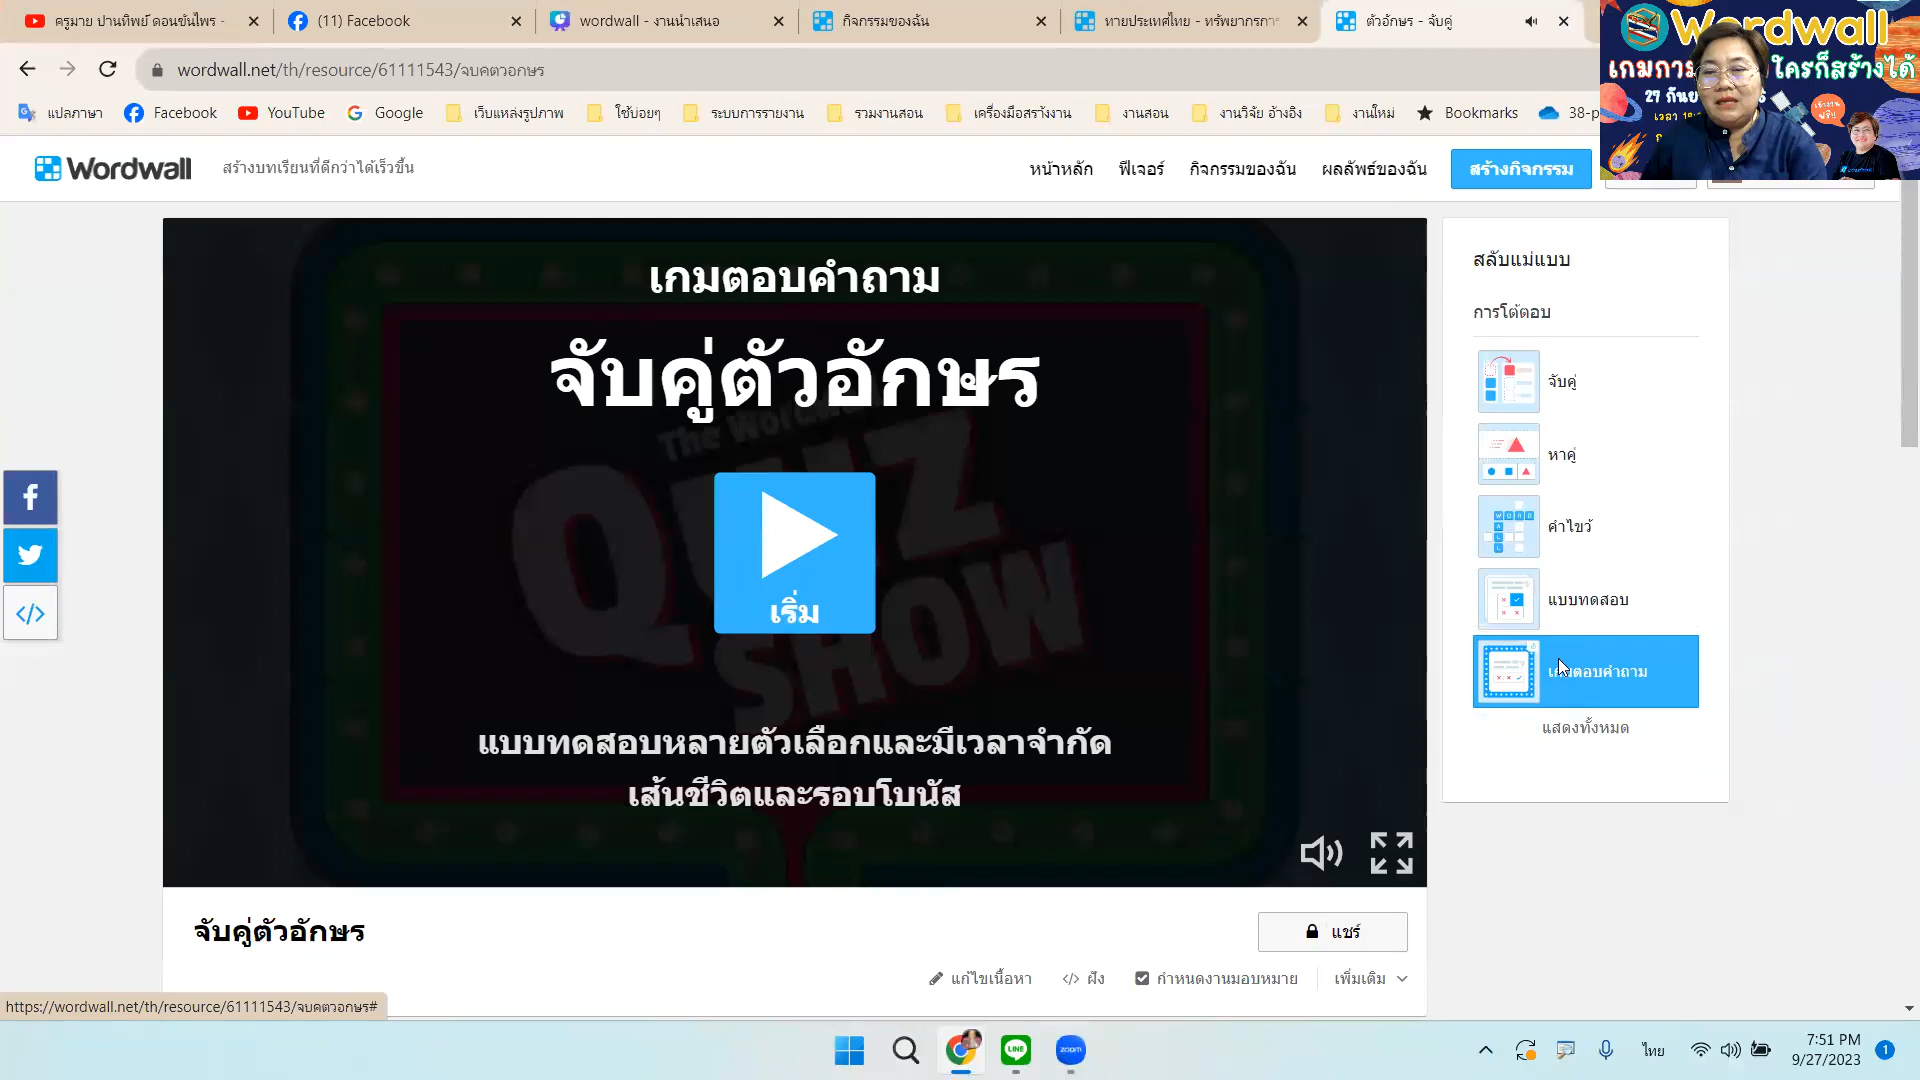 ครูมาย ปานทิพย์ ดอนขันไพร -
(11) Facebook
wordwall - งานนำเสนอ
กิจกรรมของฉัน
ทายประเทศไทย - ทรัพยากรกา
ตัวอักษร - จับคู่
wordwall.net/th/resource/61111543/จบคตวอกษร
แปลภาษา
Facebook
YouTube
Google
เว็บแหล่งรูปภาพ
ใช้บ่อยๆ
ระบบการรายงาน
รวมงานสอน
เครื่องมือสรา้งงาน
งานสอน
งานวิจัย อ้างอิง
งานใหม่
Bookmarks
38-p
Wordwall
ใครก็สร้างได้
27 กันย
เวลา
Wordwall
สร้างบทเรียนที่ดีกว่าได้เร็วขึ้น
หน้าหลัก
ฟีเจอร์
กิจกรรมของฉัน
ผลลัพธ์ของฉัน
สร้างกิจกรรม
เกมตอบคำถาม
จับคู่ตัวอักษร
QUIZ
SHOW
เริ่ม
แบบทดสอบหลายตัวเลือกและมีเวลาจำกัด
เส้นชีวิตและรอบโบนัส
สลับแม่แบบ
การโต้ตอบ
จับคู่
หาคู่
คำไขว้
แบบทดสอบ
เกมตอบคำถาม
แสดงทั้งหมด
จับคู่ตัวอักษร
แชร์
แก้ไขเนื้อหา
ฝัง
กำหนดงานมอบหมาย
เพิ่มเติม
https://wordwall.net/th/resource/61111543/จบคตวอกษร#
LINE
zoom
ไทย
7:51 PM
9/27/2023
1